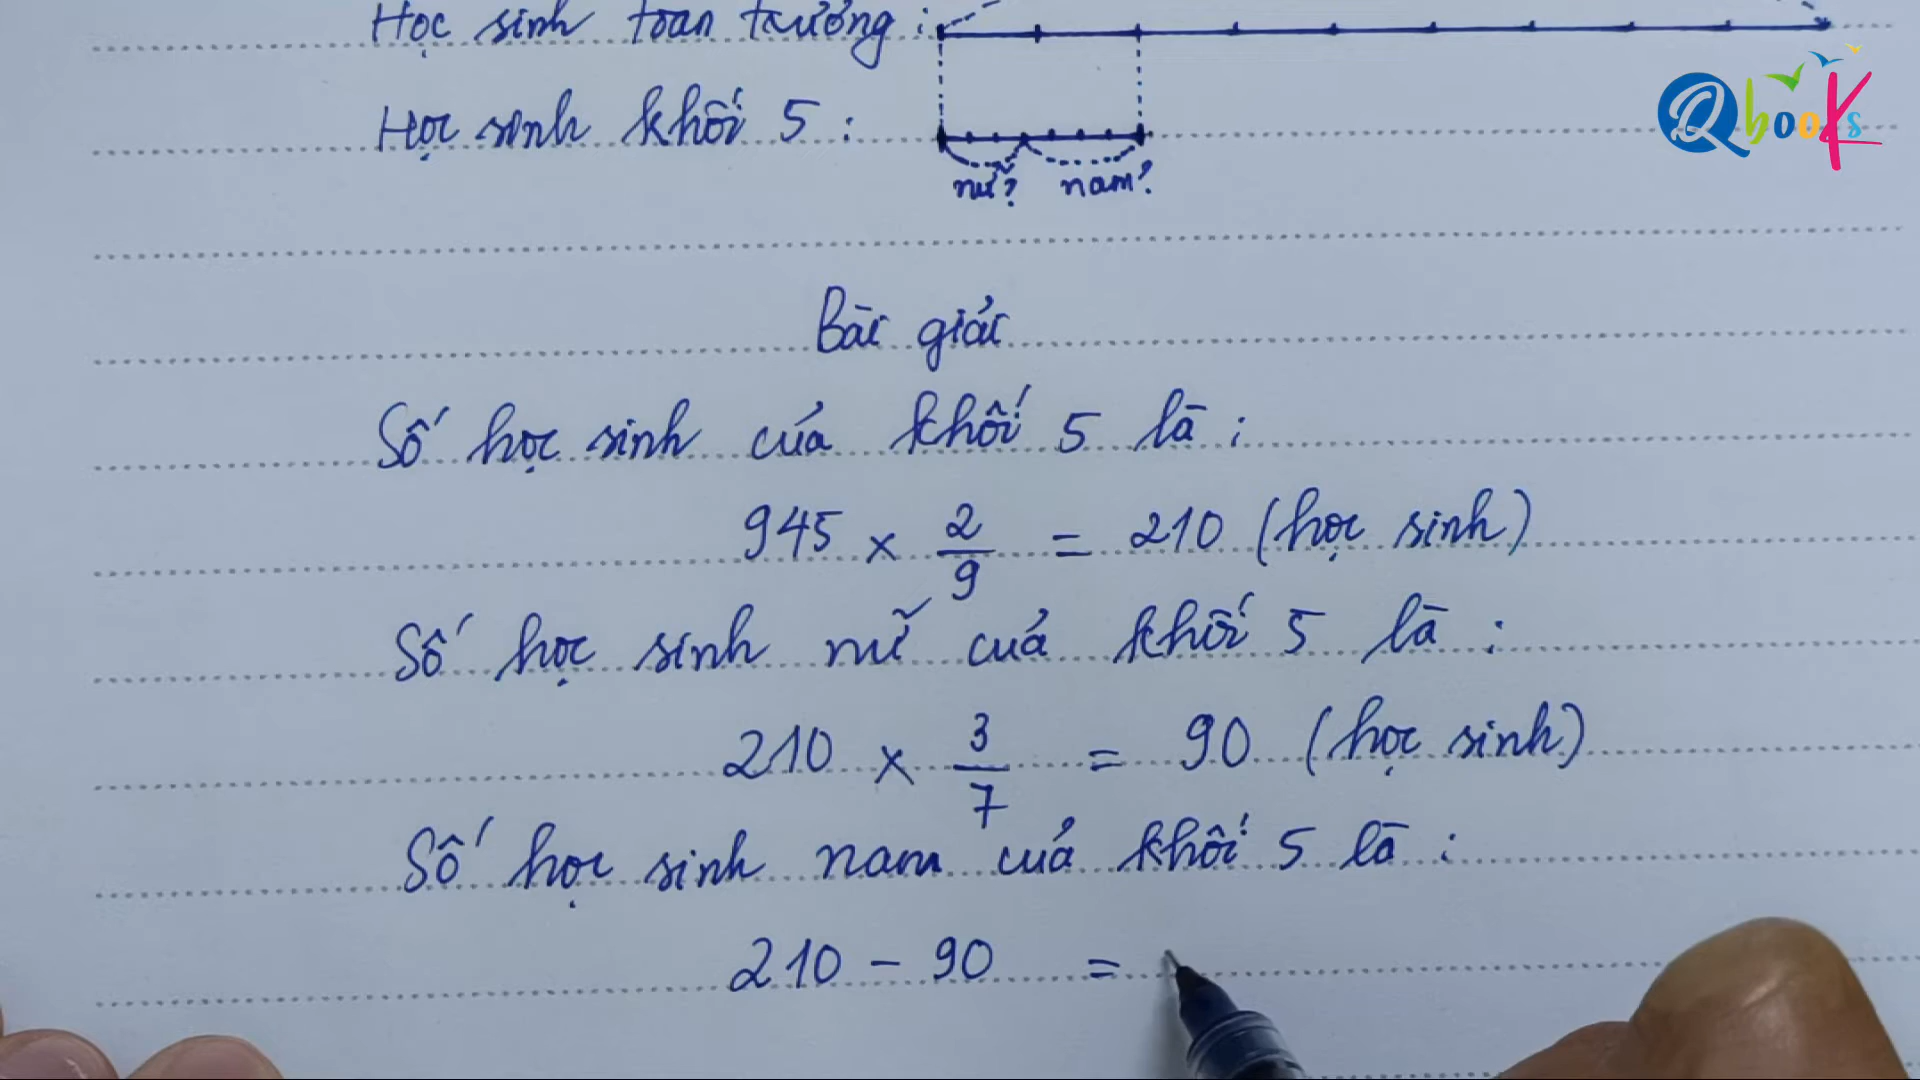 Học sinh toàn trường :
Học sinh khối 5 :
nữ? nam?
Qbooks
Bài giải
Số học sinh của khối 5 là :
945 × 2/9 = 210 (học sinh)
Số học sinh nữ của khối 5 là :
210 × 3/7 = 90 (học sinh)
Số học sinh nam của khối 5 là :
210 - 90 =